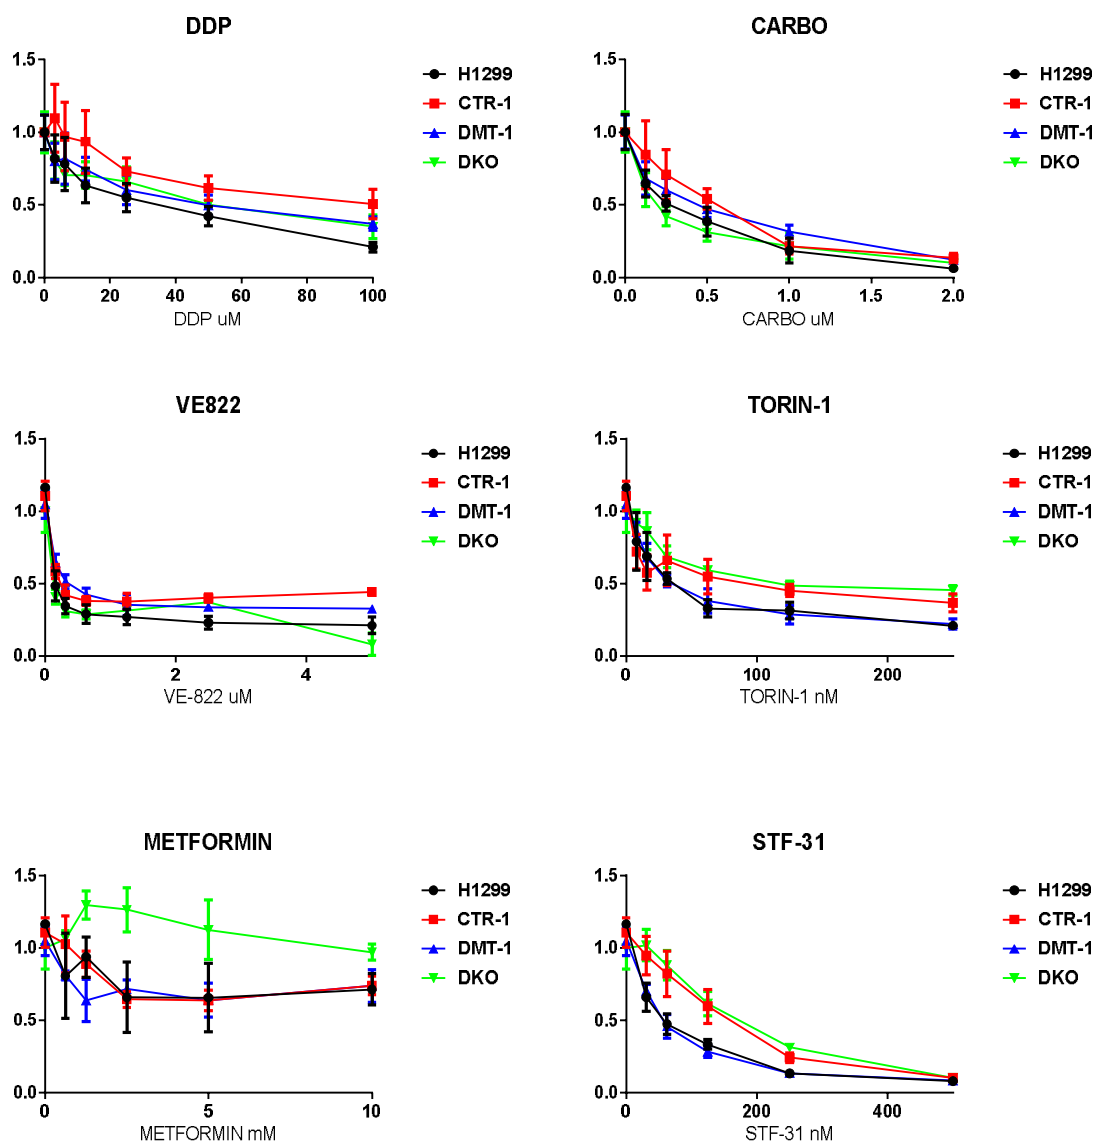 DDP
1.5
1.0
0.5
0.0
0 20 40 60 80 100
DDP uM
H1299
CTR-1
DMT-1
DKO
CARBO
1.5
1.0
0.5
0.0
0.0 0.5 1.0 1.5 2.0
CARBO uM
H1299
CTR-1
DMT-1
DKO
VE822
1.5
1.0
0.5
0.0
0 2 4
VE-822 uM
H1299
CTR-1
DMT-1
DKO
TORIN-1
1.5
1.0
0.5
0.0
0 100 200
TORIN-1 nM
H1299
CTR-1
DMT-1
DKO
METFORMIN
1.5
1.0
0.5
0.0
0 5 10
METFORMIN mM
H1299
CTR-1
DMT-1
DKO
STF-31
1.5
1.0
0.5
0.0
0 200 400
STF-31 nM
H1299
CTR-1
DMT-1
DKO